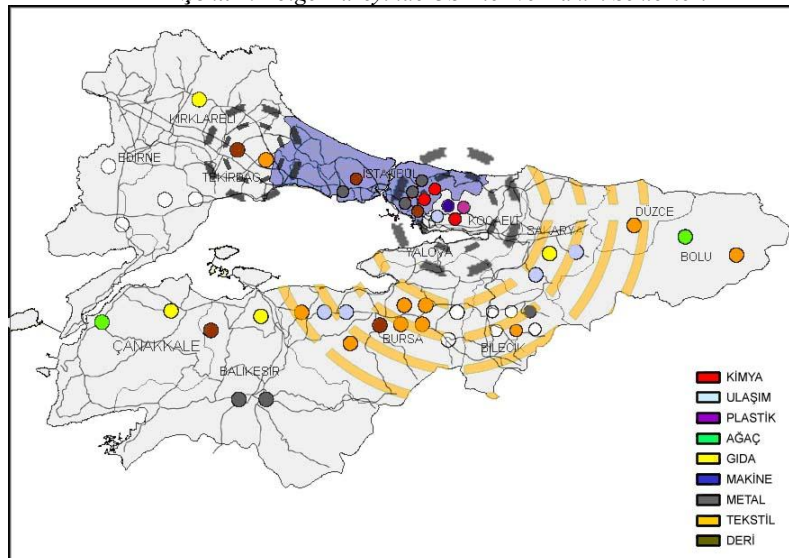 KIRKLARELİ
EDİRNE
TEKİRDAĞ
İSTANBUL
KOCAELİ
YALOVA
SAKARYA
DÜZCE
BOLU
ÇANAKKALE
BALIKESİR
BURSA
BİLECİK
KİMYA
ULAŞIM
PLASTİK
AĞAÇ
GIDA
MAKİNE
METAL
TEKSTİL
DERİ